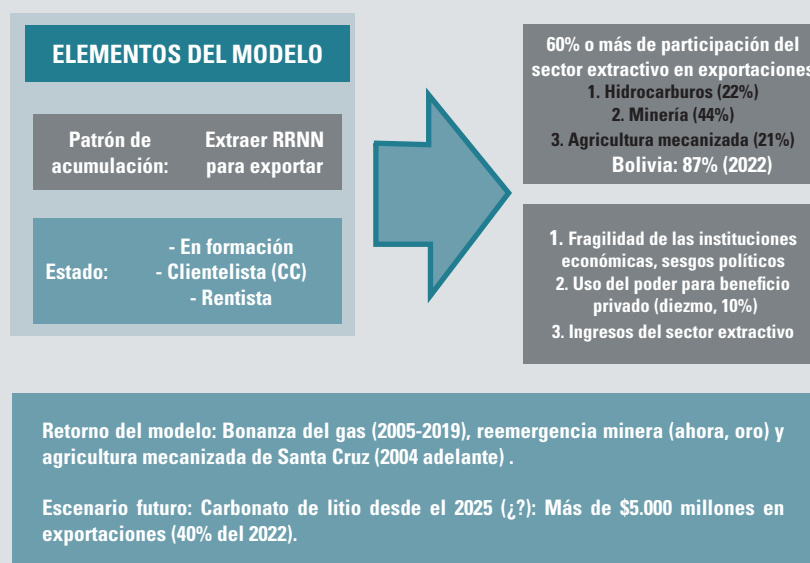 ELEMENTOS DEL MODELO
Patrón de
acumulación:
Extraer RRNN
para exportar
Estado:
- En formación
- Clientelista (CC)
- Rentista
60% o más de participación del
sector extractivo en exportaciones
1. Hidrocarburos (22%)
2. Minería (44%)
3. Agricultura mecanizada (21%)
Bolivia: 87% (2022)
1. Fragilidad de las instituciones
económicas, sesgos políticos
2. Uso del poder para beneficio
privado (diezmo, 10%)
3. Ingresos del sector extractivo
Retorno del modelo: Bonanza del gas (2005-2019), reemergencia minera (ahora, oro) y
agricultura mecanizada de Santa Cruz (2004 adelante) .
Escenario futuro: Carbonato de litio desde el 2025 (¿?): Más de $5.000 millones en
exportaciones (40% del 2022).